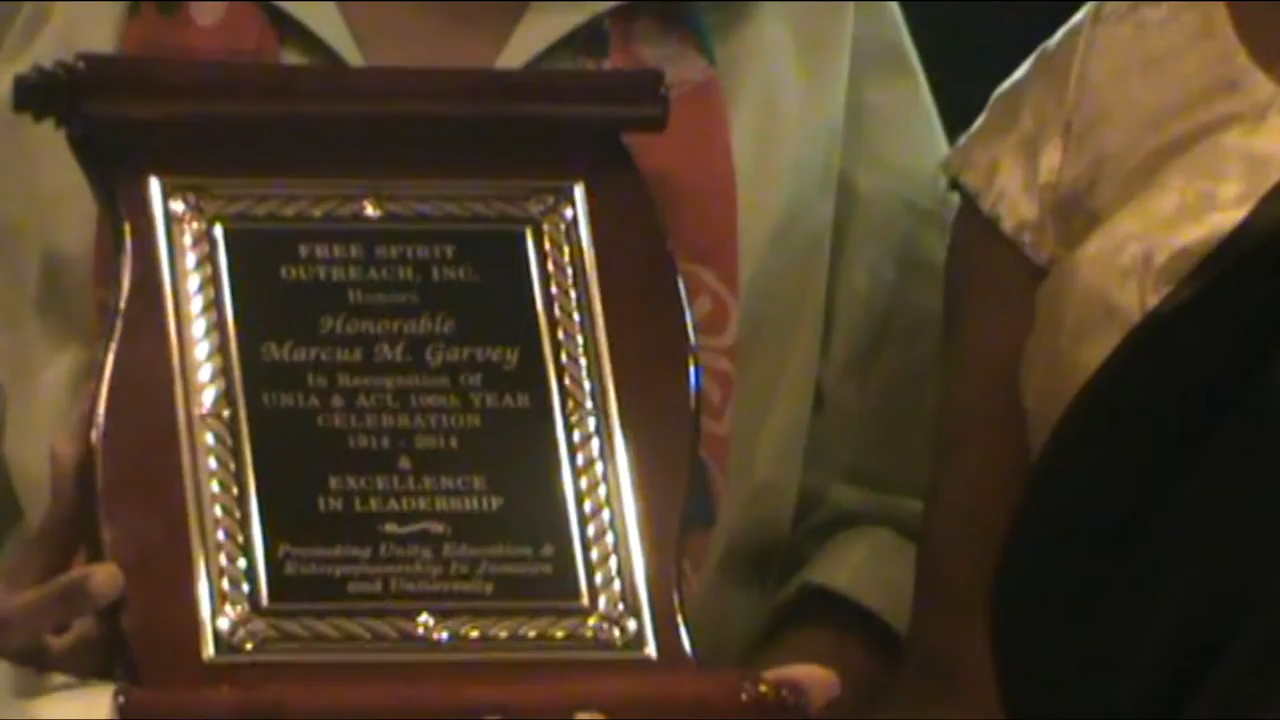 FREE SPIRIT
OUTREACH, INC.
Honors
Honorable
Marcus M. Garvey
In Recognition Of
UNIA & ACL 100th YEAR
CELEBRATION
1914 - 2014
&
EXCELLENCE
IN LEADERSHIP
Promoting Unity, Education &
Entrepreneurship In Jamaica
and University